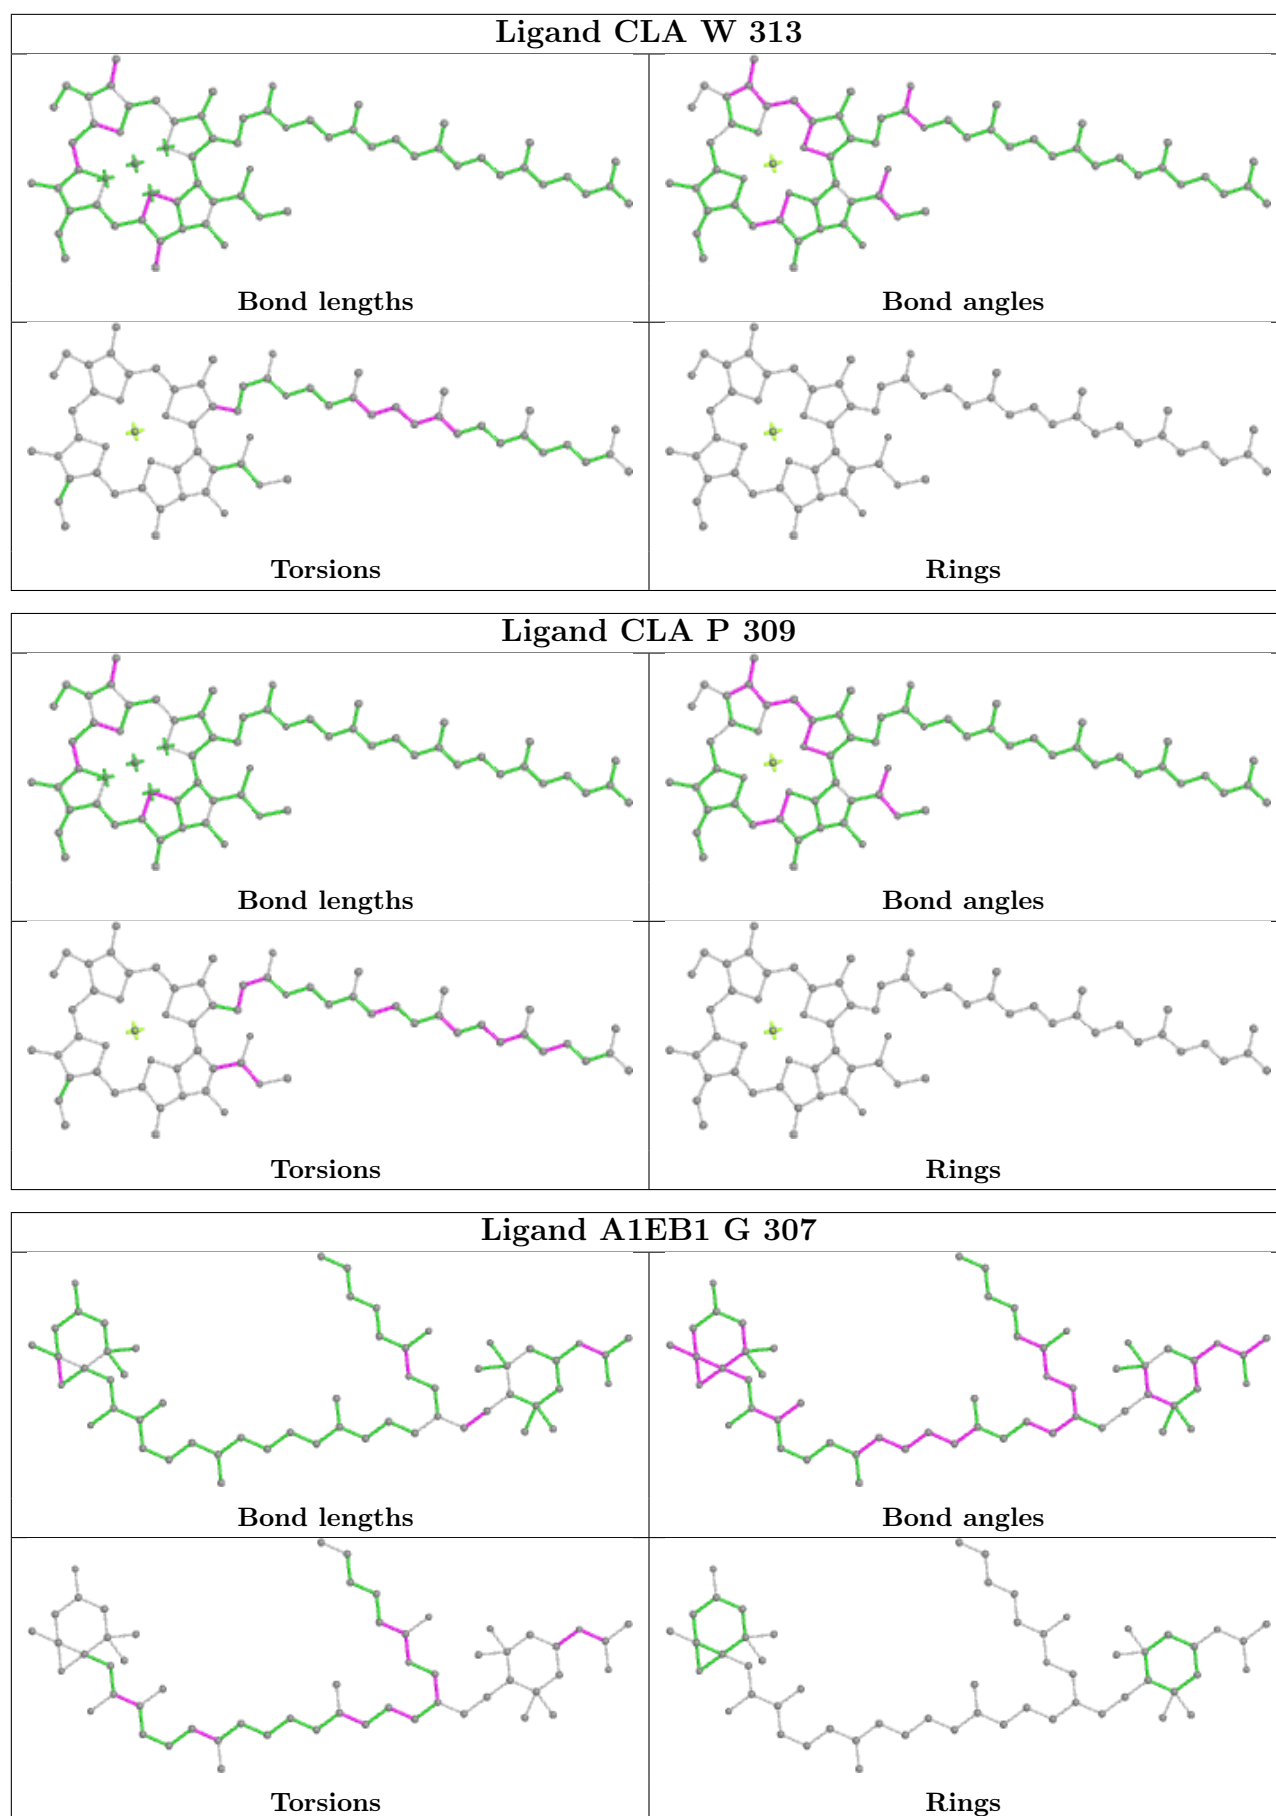 Ligand CLA W 313
Bond lengths
Bond angles
Torsions
Rings
Ligand CLA P 309
Bond lengths
Bond angles
Torsions
Rings
Ligand A1EB1 G 307
Bond lengths
Bond angles
Torsions
Rings